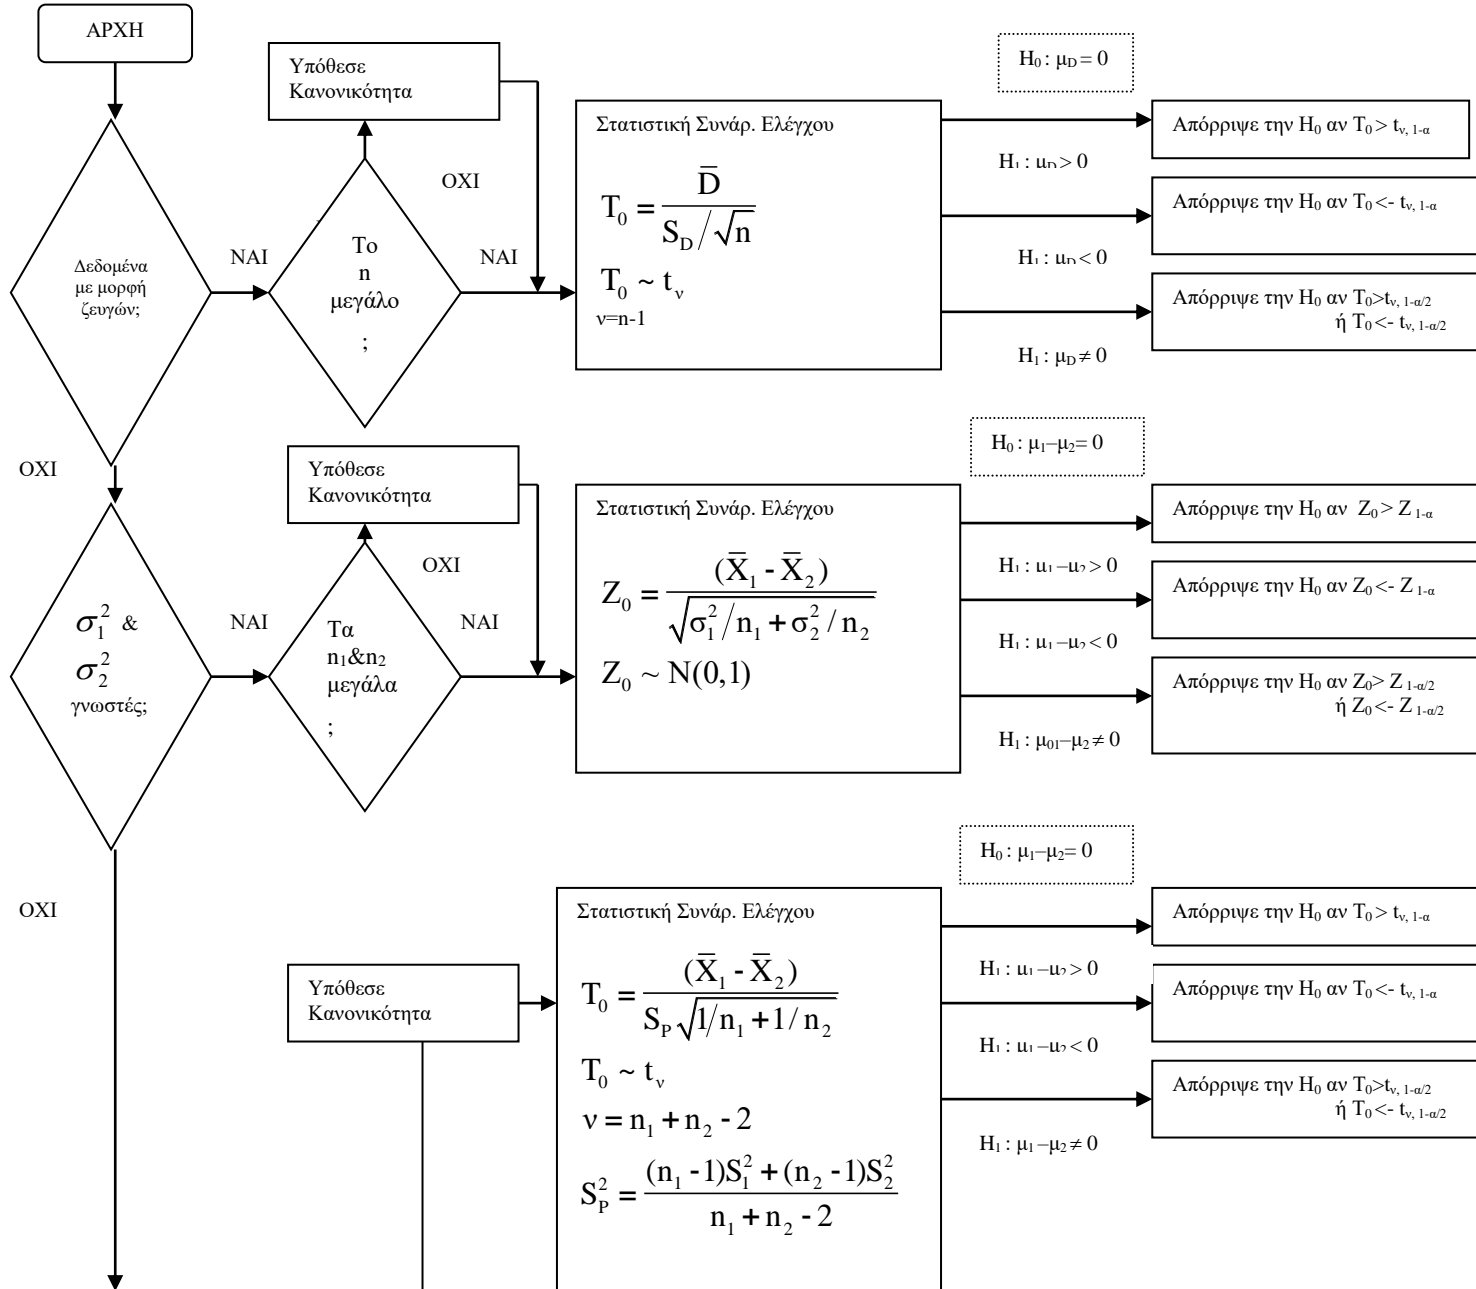 ΑΡΧΗ
Υπόθεσε
Κανονικότητα
H₀ : μ_D = 0
Δεδομένα
με μορφή
ζευγών;
ΝΑΙ
ΟΧΙ
Το
n
μεγάλο
;
ΟΧΙ
ΝΑΙ
Στατιστική Συνάρ. Ελέγχου
T₀ = D̄ / (S_D/√n)
T₀ ~ t_ν
ν=n-1
H₁ : μ_D > 0
H₁ : μ_D < 0
H₁ : μ_D ≠ 0
Απόρριψε την H₀ αν T₀ > t_ν, 1-α
Απόρριψε την H₀ αν T₀ <- t_ν, 1-α
Απόρριψε την H₀ αν T₀>t_ν, 1-α/2
ή T₀ <- t_ν, 1-α/2
H₀ : μ₁–μ₂= 0
Υπόθεσε
Κανονικότητα
σ₁² &
σ₂²
γνωστές;
ΝΑΙ
ΟΧΙ
Τα
n₁&n₂
μεγάλα
;
ΟΧΙ
ΝΑΙ
Στατιστική Συνάρ. Ελέγχου
Z₀ = (X̄₁ - X̄₂) / √(σ₁²/n₁ + σ₂²/n₂)
Z₀ ~ N(0,1)
H₁ : μ₁–μ₂ > 0
H₁ : μ₁–μ₂ < 0
H₁ : μ₀₁–μ₂ ≠ 0
Απόρριψε την H₀ αν Z₀ > Z 1-α
Απόρριψε την H₀ αν Z₀ <- Z 1-α
Απόρριψε την H₀ αν Z₀> Z 1-α/2
ή Z₀ <- Z 1-α/2
H₀ : μ₁–μ₂= 0
Υπόθεσε
Κανονικότητα
Στατιστική Συνάρ. Ελέγχου
T₀ = (X̄₁ - X̄₂) / (S_P √(1/n₁ + 1/n₂))
T₀ ~ t_ν
ν = n₁ + n₂ - 2
S_P² = ((n₁ -1)S₁² + (n₂ -1)S₂²) / (n₁ + n₂ - 2)
H₁ : μ₁–μ₂ > 0
H₁ : μ₁–μ₂ < 0
H₁ : μ₁–μ₂ ≠ 0
Απόρριψε την H₀ αν T₀ > t_ν, 1-α
Απόρριψε την H₀ αν T₀ <- t_ν, 1-α
Απόρριψε την H₀ αν T₀>t_ν, 1-α/2
ή T₀ <- t_ν, 1-α/2